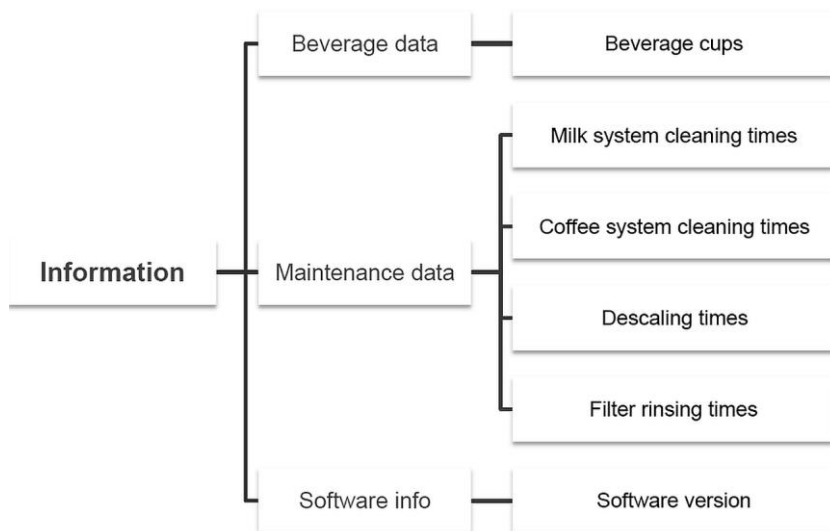 Information
Beverage data
Beverage cups
Maintenance data
Milk system cleaning times
Coffee system cleaning times
Descaling times
Filter rinsing times
Software info
Software version